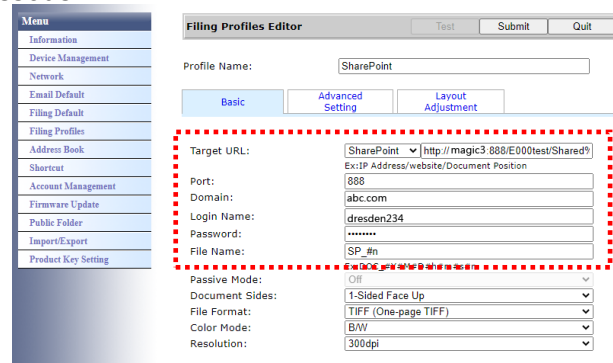 Menu
Information
Device Management
Network
Email Default
Filing Default
Filing Profiles
Address Book
Shortcut
Account Management
Firmware Update
Public Folder
Import/Export
Product Key Setting
Filing Profiles Editor Test Submit Quit
Profile Name: SharePoint
Basic
Advanced Setting
Layout Adjustment
Target URL: SharePoint http://magic3:888/E000test/Shared%
Ex:IP Address/website/Document Position
Port: 888
Domain: abc.com
Login Name: dresden234
Password: ••••••••
File Name: SP_#n
Passive Mode: Off
Document Sides: 1-Sided Face Up
File Format: TIFF (One-page TIFF)
Color Mode: B/W
Resolution: 300dpi